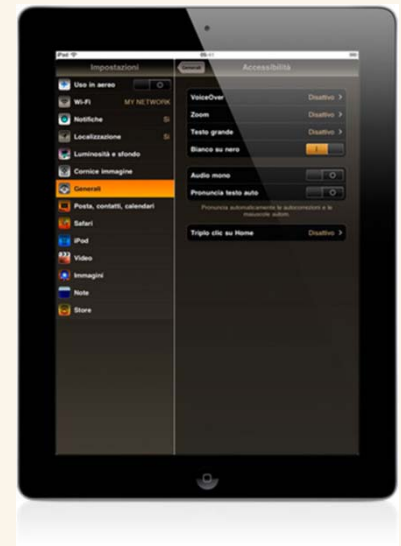 iPad
Impostazioni
Generali
Accessibilità
Uso in aereo
Wi-Fi
MY NETWORK
Notifiche
Sì
Localizzazione
Sì
Luminosità e sfondo
Cornice immagine
Generali
Posta, contatti, calendari
Safari
iPod
Video
Immagini
Note
Store
VoiceOver
Disattivo
Zoom
Disattivo
Testo grande
Disattivo
Bianco su nero
Audio mono
Pronuncia testo auto
Pronuncia automaticamente le autocorrezioni e le
maiuscole autom.
Triplo clic su Home
Disattivo